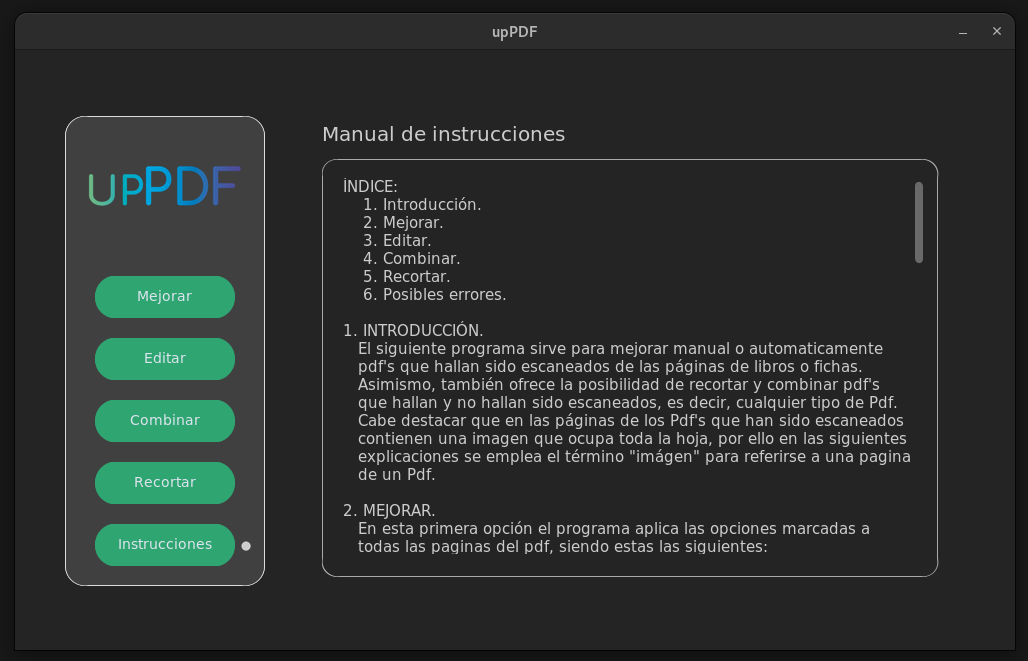 upPDF
UPPDF
Mejorar
Editar
Combinar
Recortar
Instrucciones
Manual de instrucciones
ÍNDICE:
1. Introducción.
2. Mejorar.
3. Editar.
4. Combinar.
5. Recortar.
6. Posibles errores.
1. INTRODUCCIÓN.
El siguiente programa sirve para mejorar manual o automaticamente
pdf's que hallan sido escaneados de las páginas de libros o fichas.
Asimismo, también ofrece la posibilidad de recortar y combinar pdf's
que hallan y no hallan sido escaneados, es decir, cualquier tipo de Pdf.
Cabe destacar que en las páginas de los Pdf's que han sido escaneados
contienen una imagen que ocupa toda la hoja, por ello en las siguientes
explicaciones se emplea el término "imágen" para referirse a una pagina
de un Pdf.
2. MEJORAR.
En esta primera opción el programa aplica las opciones marcadas a
todas las paginas del pdf, siendo estas las siguientes: